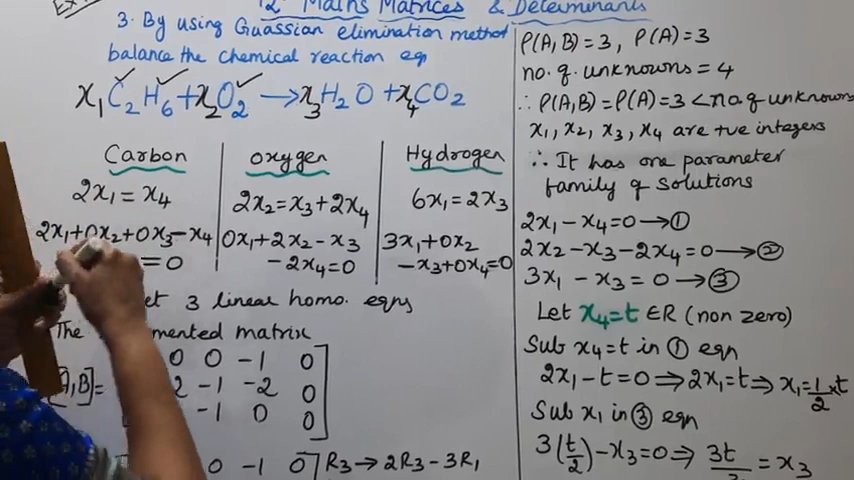 12 Maths Matrices & Determinants
3. By using Guassian elimination method
balance the chemical reaction eqn
x₁C₂H₆+x₂O₂ → x₃H₂O +x₄CO₂
Carbon
2x₁ = x₄
2x₁+0x₂+0x₃-x₄
=0
oxygen
2x₂=x₃+2x₄
0x₁+2x₂-x₃
-2x₄=0
Hydrogen
6x₁=2x₃
3x₁+0x₂
-x₃+0x₄=0
3 linear homo. eqns
The matrix
[A,B]=
0 0 -1 0
2 -1 -2 0
-1 0 0
0 -1 0 R₃→2R₃-3R₁
ρ(A,B)=3, ρ(A)=3
no. of unknowns = 4
∴ ρ(A,B)=ρ(A)=3 < no. of unknowns
x₁, x₂, x₃, x₄ are +ve integers
∴ It has one parameter
family of solutions
2x₁-x₄=0→①
2x₂-x₃-2x₄=0→②
3x₁-x₃=0→③
Let x₄=t ∈R (non zero)
Sub x₄=t in ① eqn
2x₁-t=0⇒2x₁=t⇒x₁=1/2×t
Sub x₁ in ③ eqn
3(t/2)-x₃=0⇒ 3t/2 =x₃